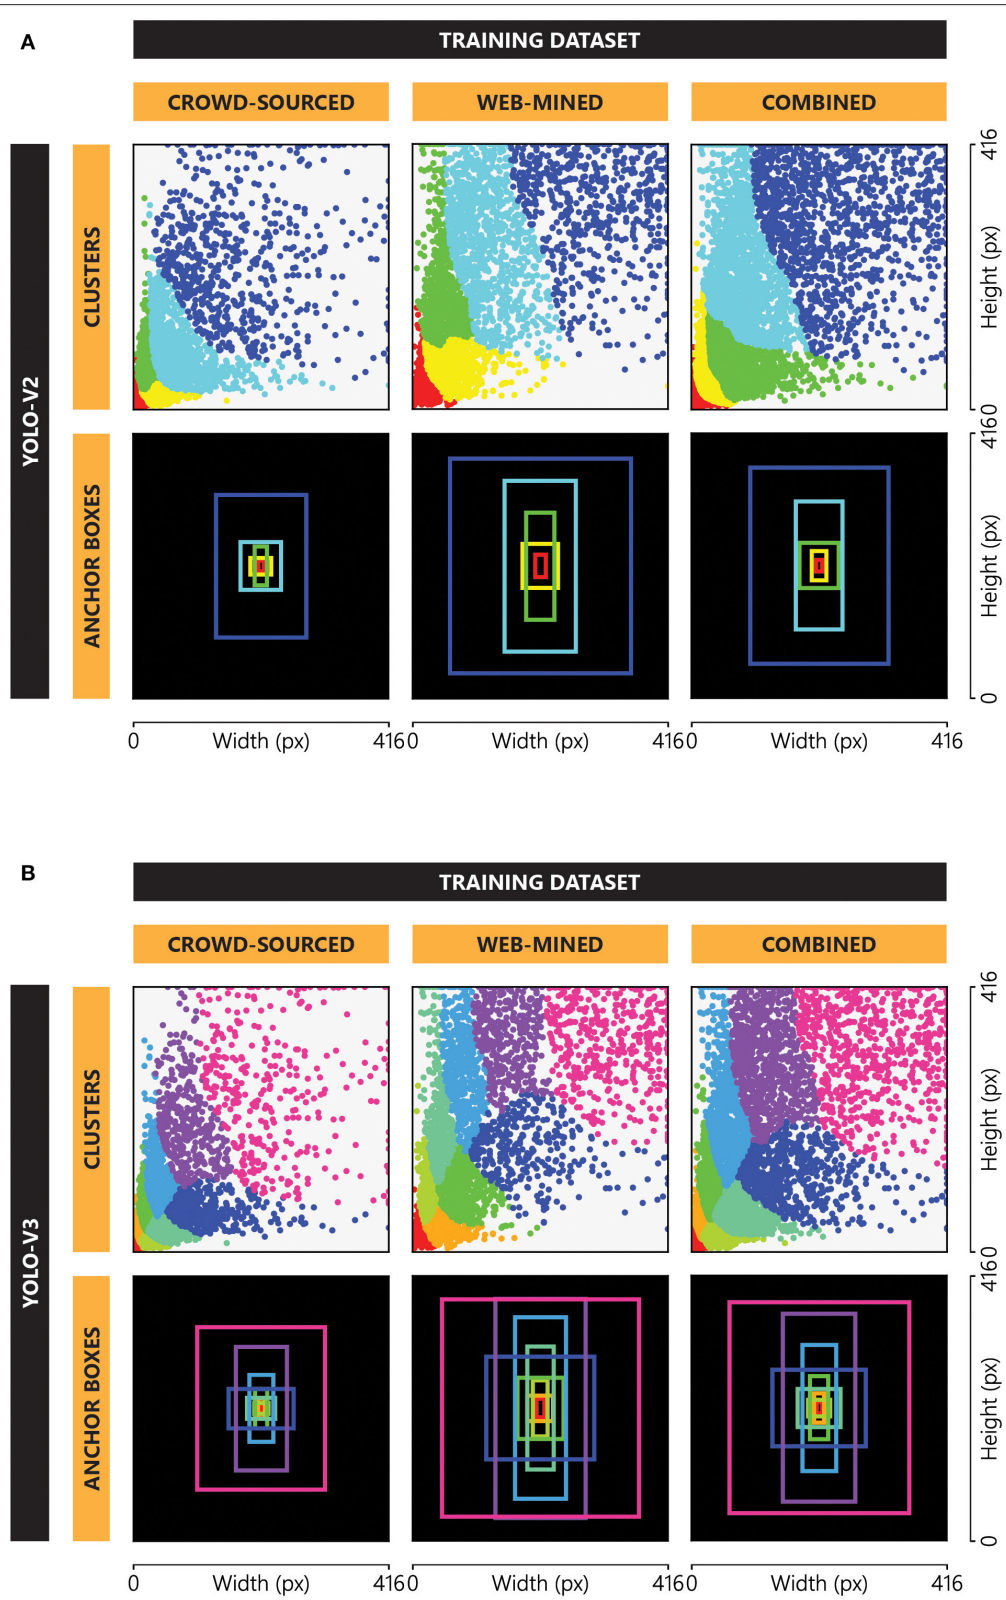 A
TRAINING DATASET
CROWD-SOURCED
WEB-MINED
COMBINED
YOLO-V2
CLUSTERS
416
Height (px)
0
ANCHOR BOXES
416
Height (px)
0
0
Width (px)
416
0
Width (px)
416
0
Width (px)
416
B
TRAINING DATASET
CROWD-SOURCED
WEB-MINED
COMBINED
YOLO-V3
CLUSTERS
416
Height (px)
0
ANCHOR BOXES
416
Height (px)
0
0
Width (px)
416
0
Width (px)
416
0
Width (px)
416